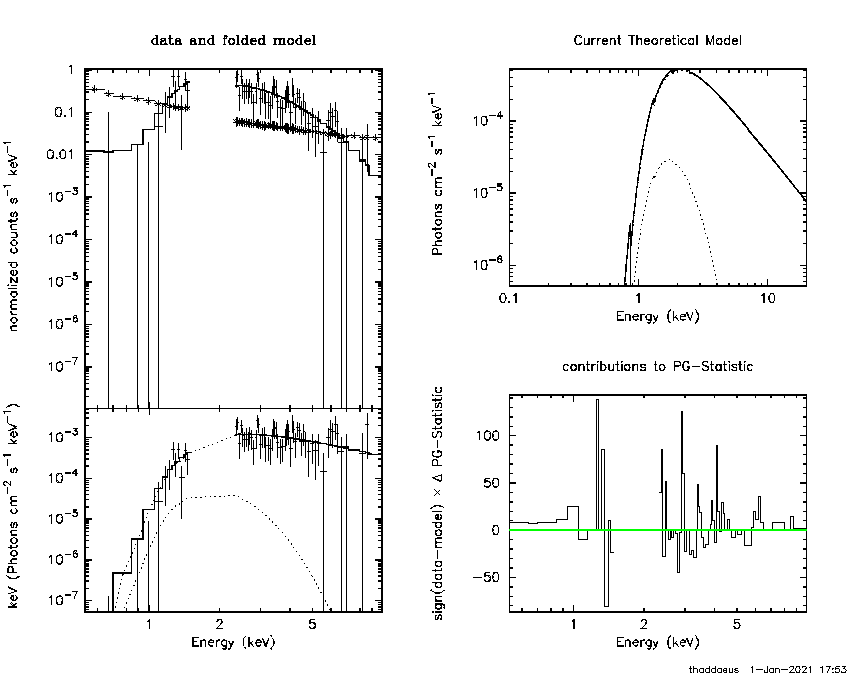 data and folded model
normalized counts s⁻¹ keV⁻¹
1
0.1
0.01
10⁻³
10⁻⁴
10⁻⁵
10⁻⁶
10⁻⁷
keV (Photons cm⁻² s⁻¹ keV⁻¹)
10⁻³
10⁻⁴
10⁻⁵
10⁻⁶
10⁻⁷
1 2 5
Energy (keV)
Current Theoretical Model
Photons cm⁻² s⁻¹ keV⁻¹
10⁻⁴
10⁻⁵
10⁻⁶
0.1 1 10
Energy (keV)
contributions to PG-Statistic
sign(data-model) × Δ PG-Statistic
100
50
0
-50
1 2 5
Energy (keV)
thaddaeus 1-Jan-2021 17:53